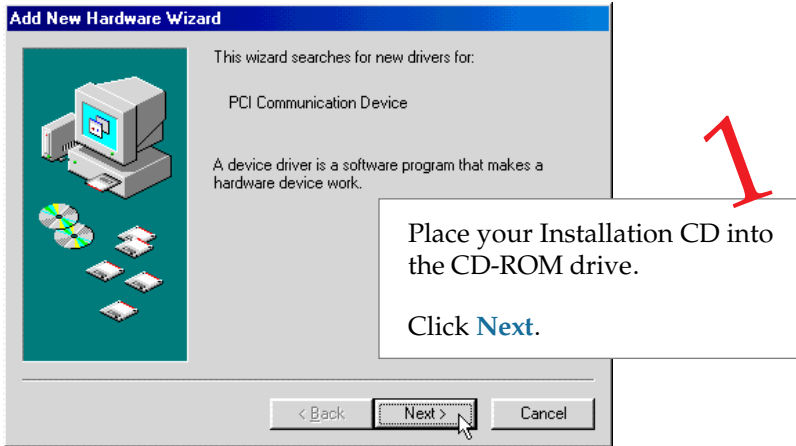 Add New Hardware Wizard
This wizard searches for new drivers for:
PCI Communication Device
A device driver is a software program that makes a
hardware device work.
1
Place your Installation CD into
the CD-ROM drive.
Click Next.
< Back
Next >
Cancel